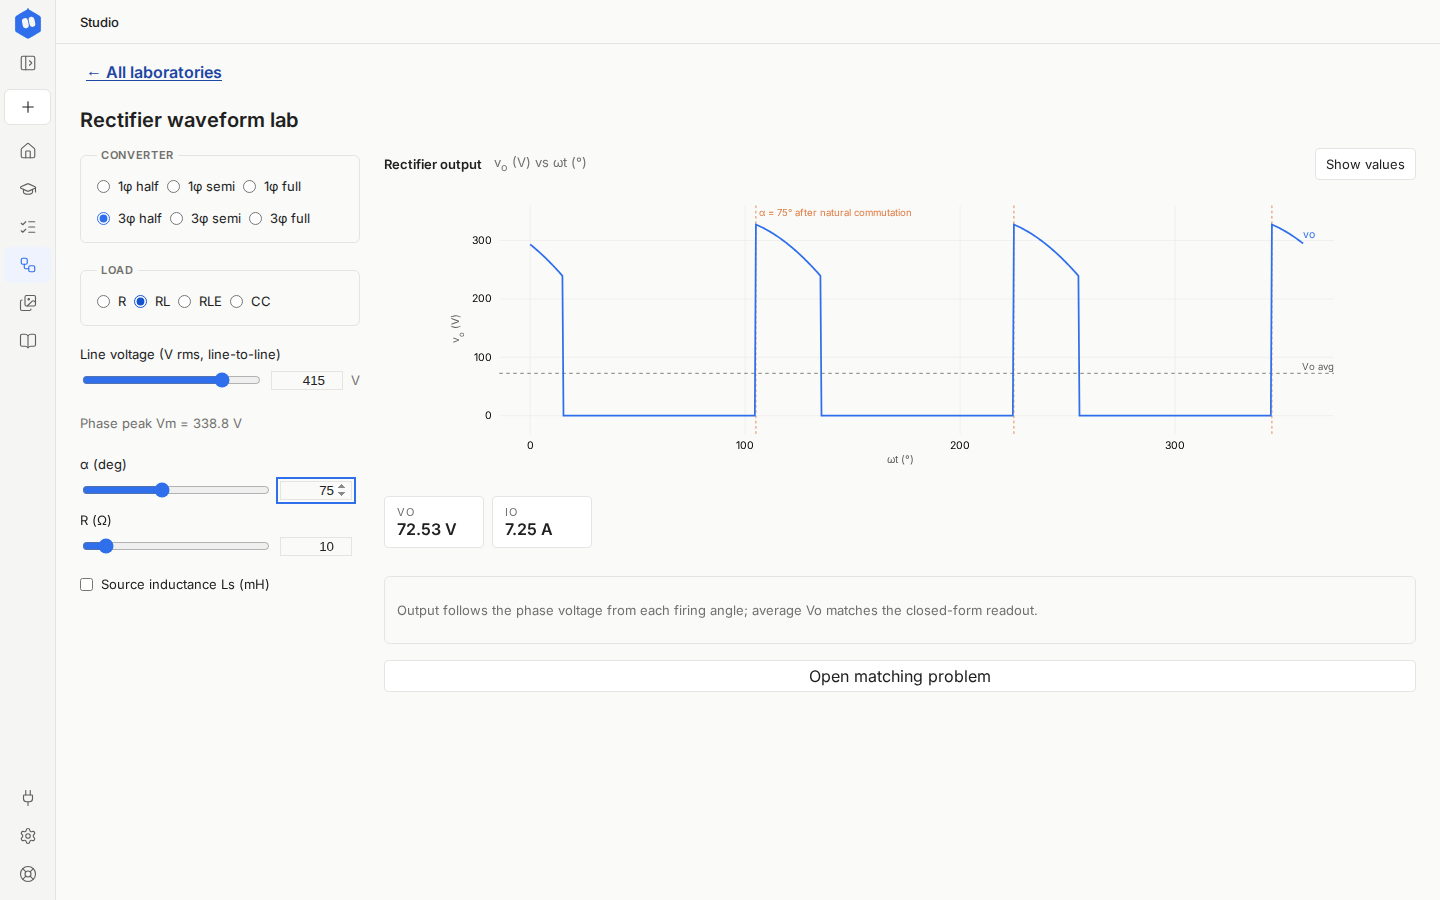 Studio
← All laboratories
Rectifier waveform lab
CONVERTER
1φ half 1φ semi 1φ full
3φ half 3φ semi 3φ full
LOAD
R RL RLE CC
Line voltage (V rms, line-to-line)
415 V
Phase peak Vm = 338.8 V
α (deg)
75
R (Ω)
10
Source inductance Ls (mH)
Rectifier output vo (V) vs ωt (°)
Show values
α = 75° after natural commutation
vo
300
200
100
0
vo (V)
Vo avg
0 100 200 300
ωt (°)
VO
72.53 V
IO
7.25 A
Output follows the phase voltage from each firing angle; average Vo matches the closed-form readout.
Open matching problem